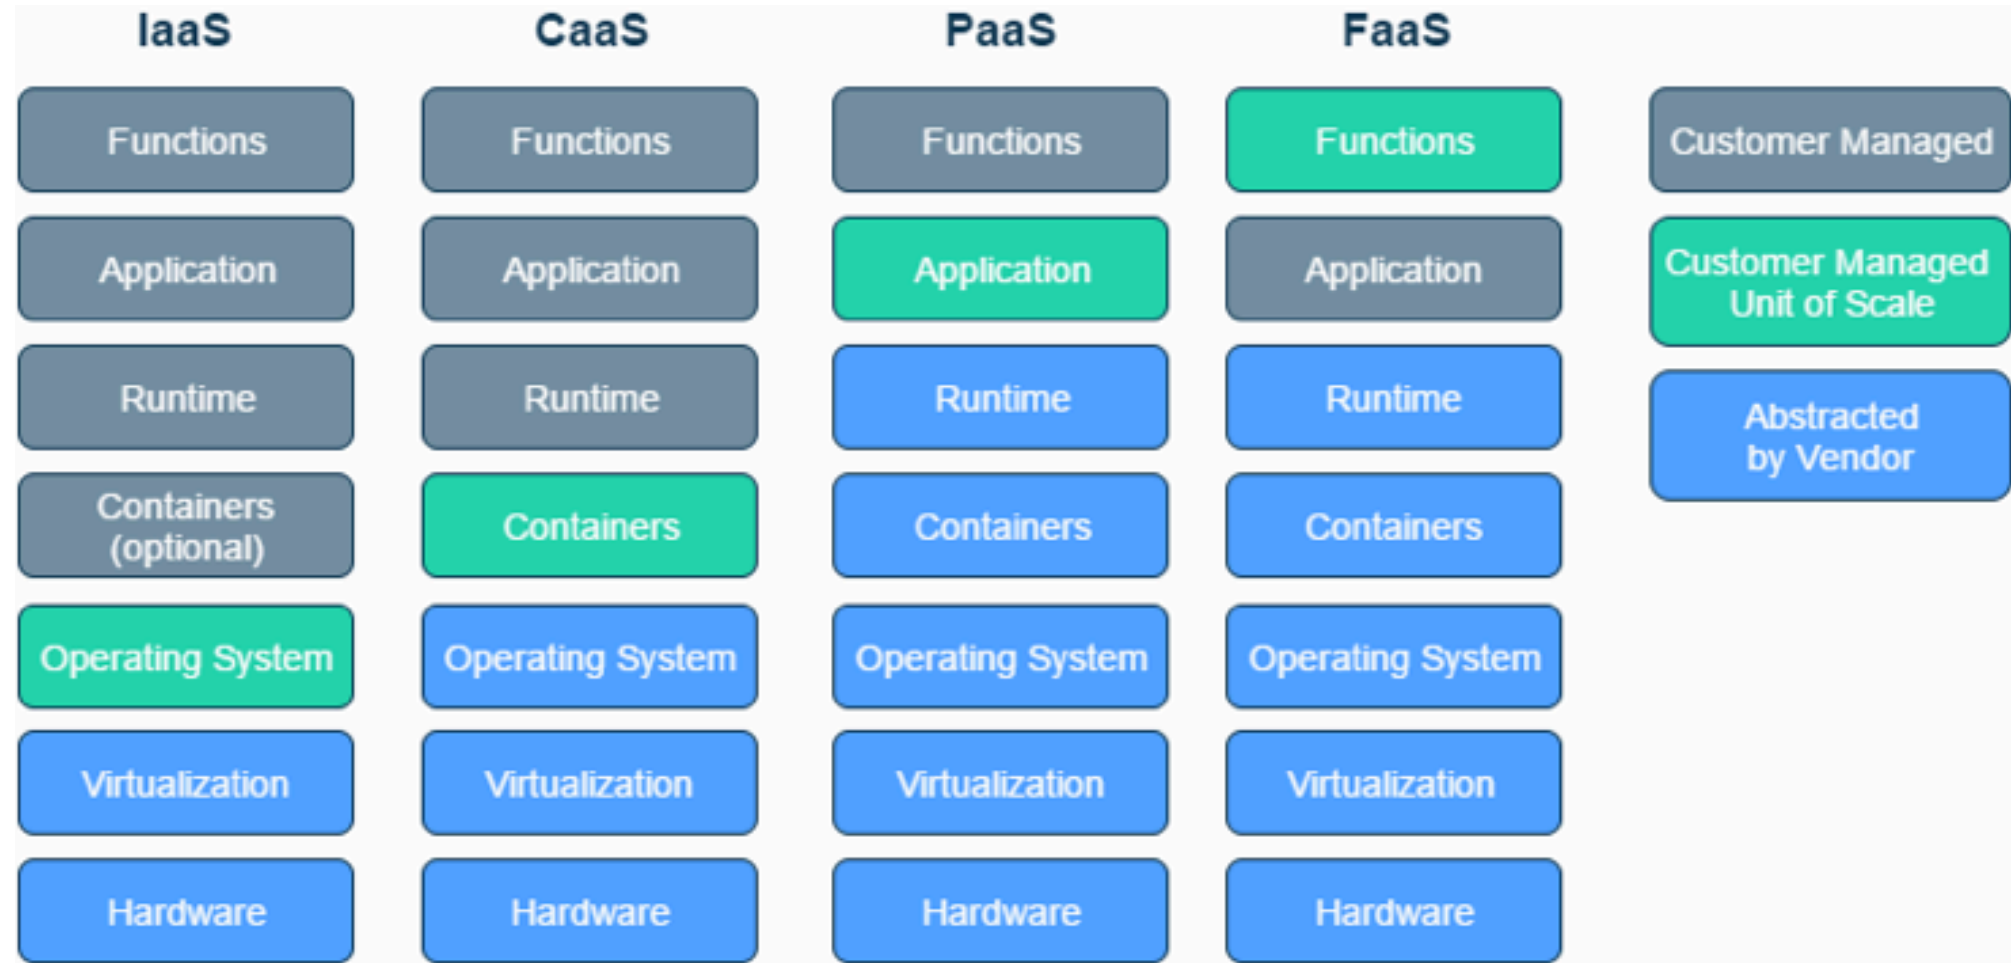 IaaS CaaS PaaS FaaS
Functions Functions Functions Functions Customer Managed
Application Application Application Application Customer Managed
Unit of Scale
Runtime Runtime Runtime Runtime Abstracted
by Vendor
Containers
(optional) Containers Containers Containers
Operating System Operating System Operating System Operating System
Virtualization Virtualization Virtualization Virtualization
Hardware Hardware Hardware Hardware